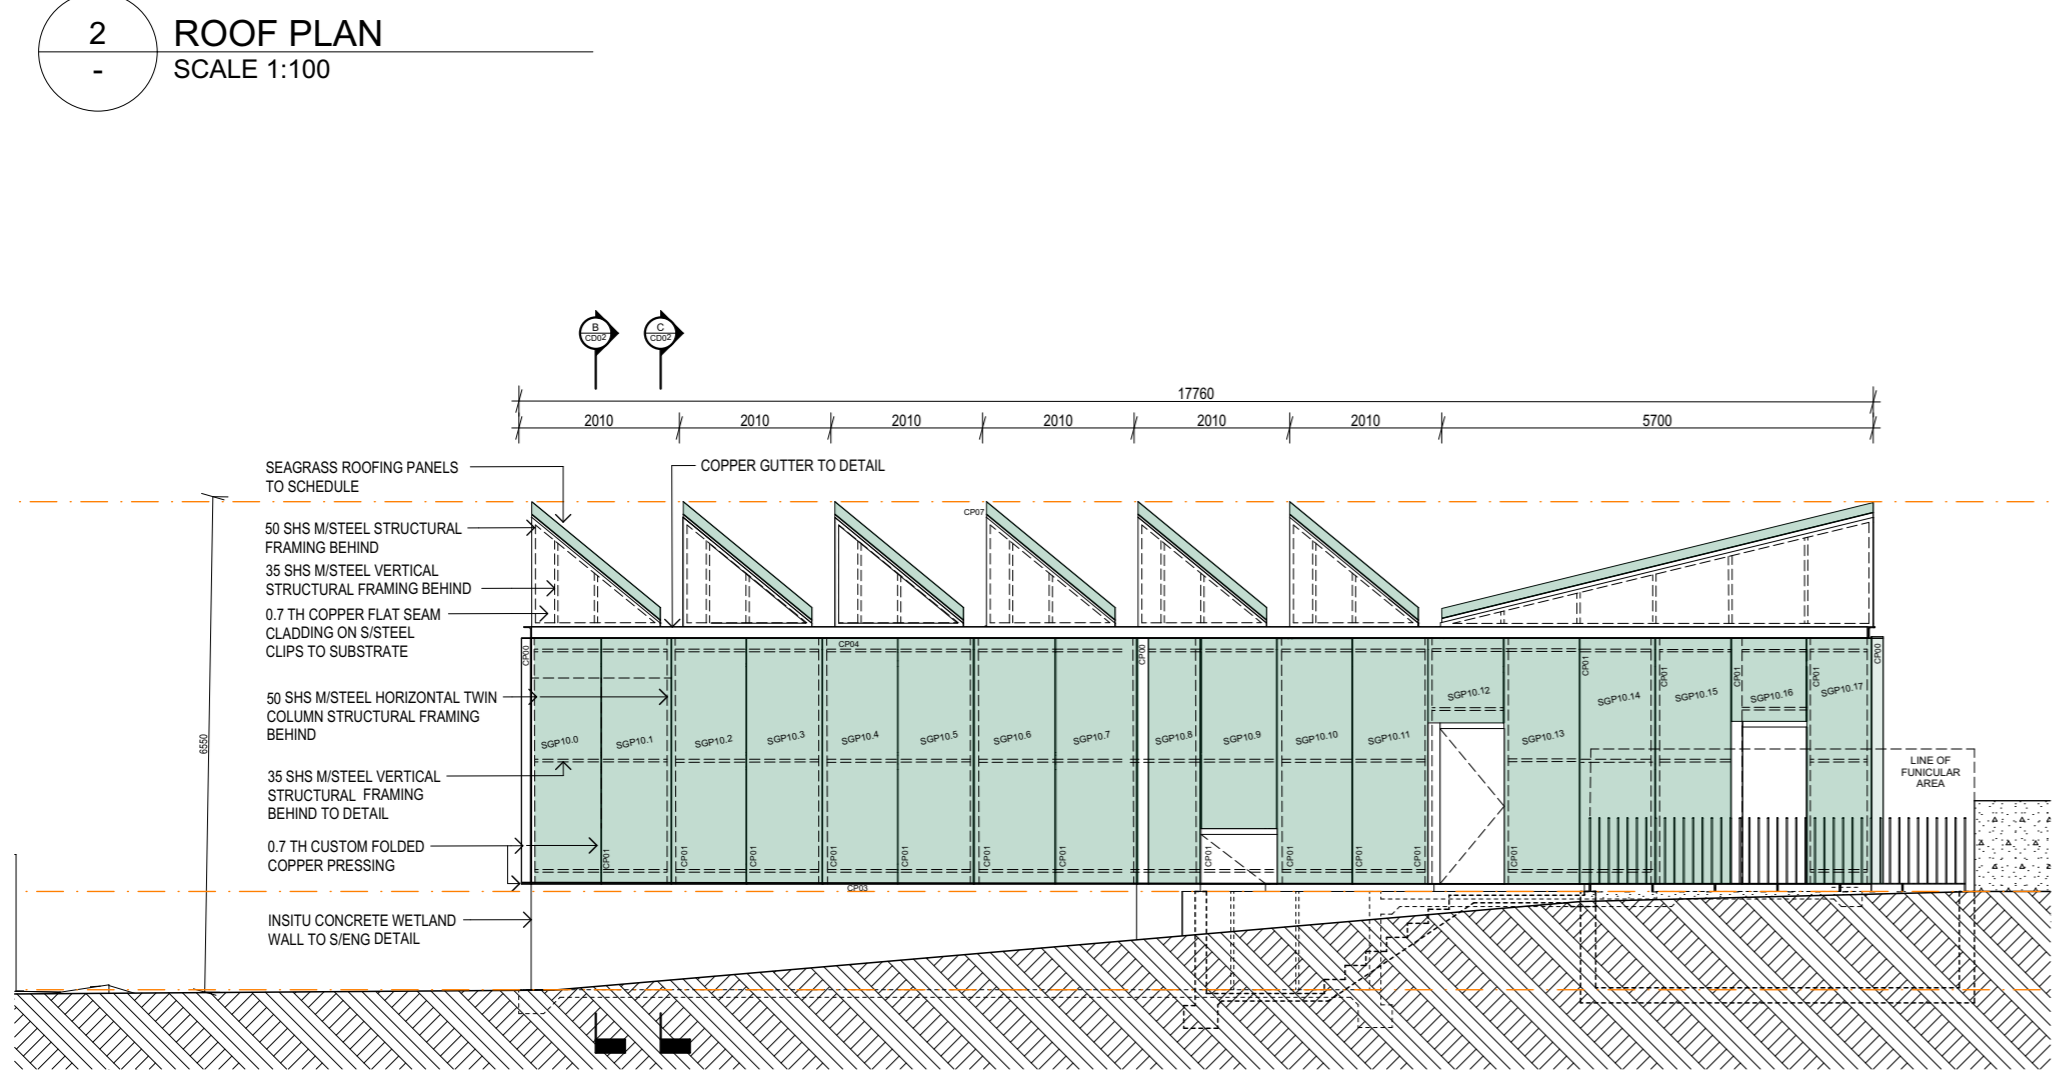 2
ROOF PLAN
-
SCALE 1:100
B
CD02
C
CD02
17760
2010
2010
2010
2010
2010
2010
5700
SEAGRASS ROOFING PANELS
TO SCHEDULE
COPPER GUTTER TO DETAIL
50 SHS M/STEEL STRUCTURAL
FRAMING BEHIND
CP07
35 SHS M/STEEL VERTICAL
STRUCTURAL FRAMING BEHIND
0.7 TH COPPER FLAT SEAM
CLADDING ON S/STEEL
CLIPS TO SUBSTRATE
CP00
CP04
CP00
CP01
CP01
CP01
CP01
CP00
50 SHS M/STEEL HORIZONTAL TWIN
COLUMN STRUCTURAL FRAMING
BEHIND
6550
SGP10.0
SGP10.1
SGP10.2
SGP10.3
SGP10.4
SGP10.5
SGP10.6
SGP10.7
SGP10.8
SGP10.9
SGP10.10
SGP10.11
SGP10.12
SGP10.13
SGP10.14
SGP10.15
SGP10.16
SGP10.17
35 SHS M/STEEL VERTICAL
STRUCTURAL FRAMING
BEHIND TO DETAIL
LINE OF
FUNICULAR
AREA
0.7 TH CUSTOM FOLDED
COPPER PRESSING
CP01
CP01
CP01
CP01
CP01
CP01
CP01
CP01
CP01
CP01
CP01
CP01
CP03
INSITU CONCRETE WETLAND
WALL TO S/ENG DETAIL